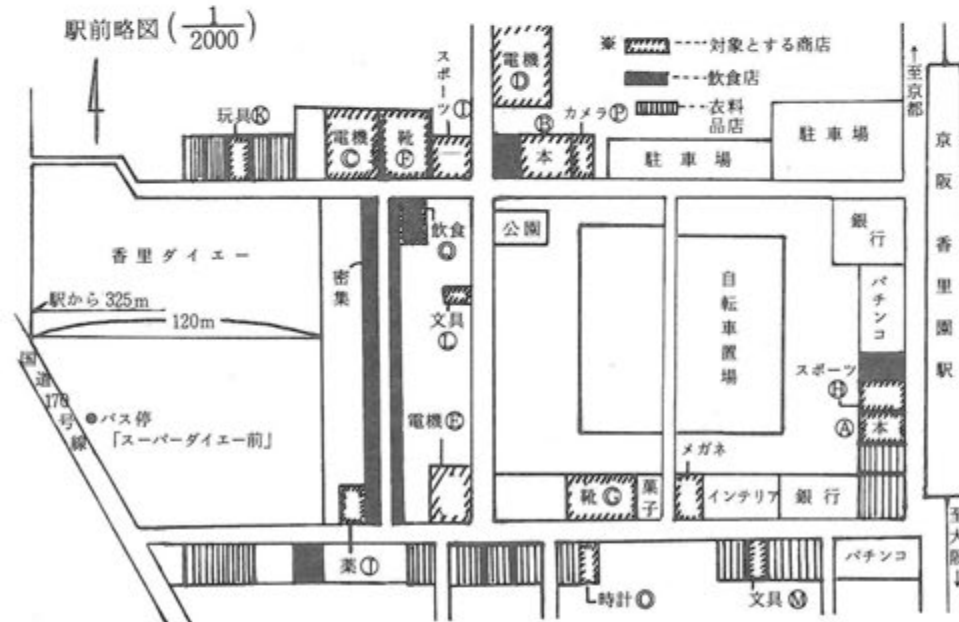 駅前略図(1/2000)
※ 対象とする商店
飲食店
衣料品店
↑至京都
京阪香里園駅
至大阪↓
スポーツⒾ
電機Ⓓ
玩具Ⓚ
電機Ⓒ
靴Ⓕ
Ⓑ
本
カメラⓅ
駐車場
駐車場
香里ダイエー
密集
飲食Ⓠ
公園
銀行
駅から325m
120m
文具Ⓛ
自転車置場
パチンコ
スポーツⒽ
Ⓐ本
国道170号線
バス停
「スーパーダイエー前」
電機Ⓔ
靴Ⓖ
菓子
メガネ
インテリア
銀行
薬Ⓙ
時計Ⓞ
文具Ⓜ
パチンコ